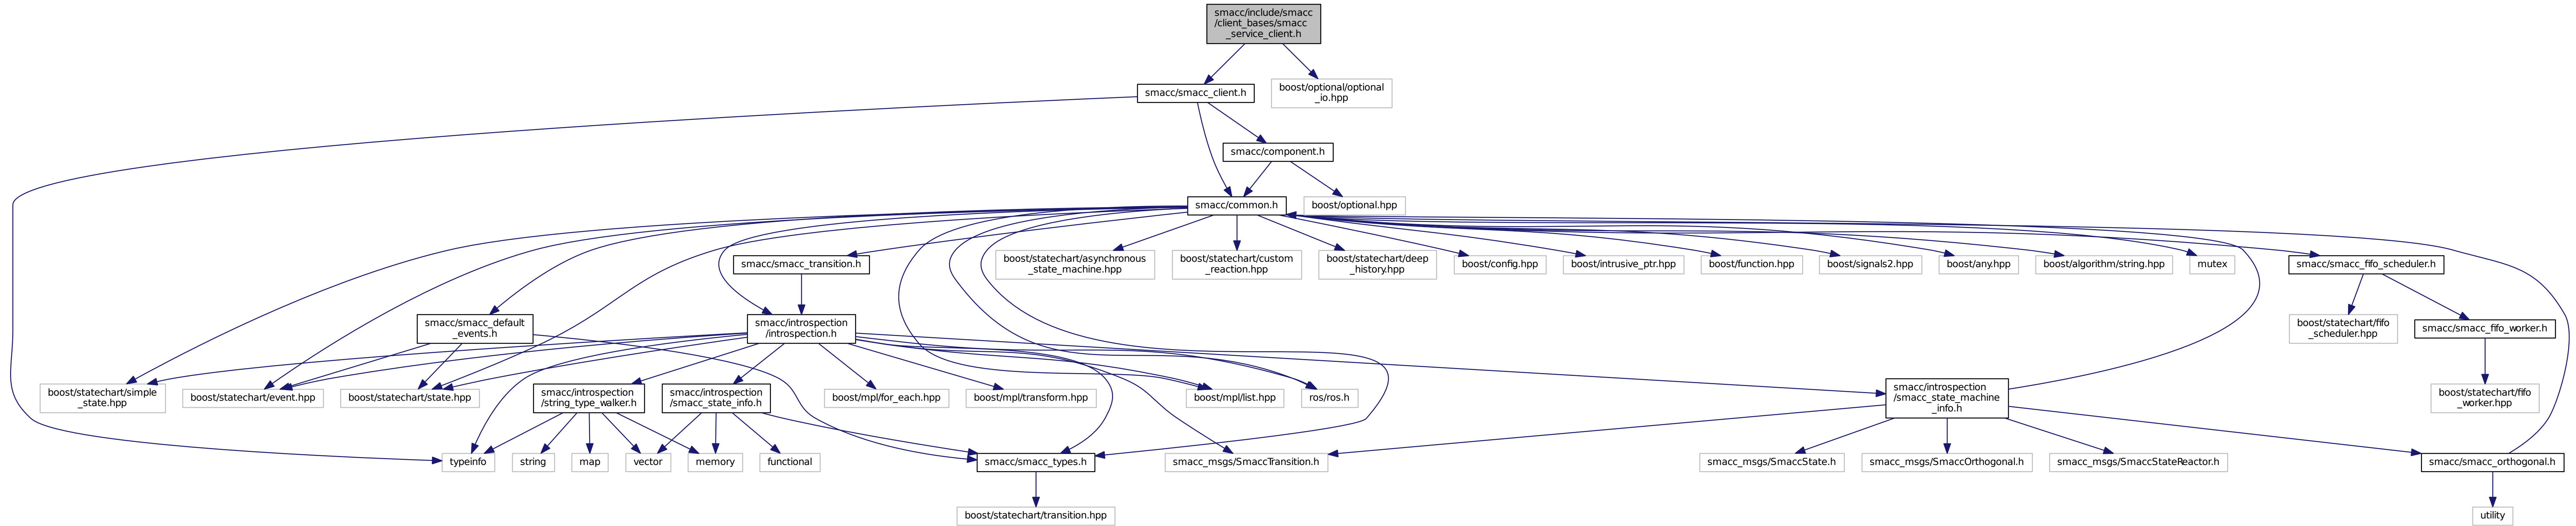 smacc/include/smacc
/client_bases/smacc
_service_client.h
smacc/smacc_client.h
boost/optional/optional
_io.hpp
smacc/component.h
smacc/common.h
boost/optional.hpp
smacc/smacc_transition.h
boost/statechart/asynchronous
_state_machine.hpp
boost/statechart/custom
_reaction.hpp
boost/statechart/deep
_history.hpp
boost/config.hpp
boost/intrusive_ptr.hpp
boost/function.hpp
boost/signals2.hpp
boost/any.hpp
boost/algorithm/string.hpp
mutex
smacc/smacc_fifo_scheduler.h
smacc/smacc_default
_events.h
smacc/introspection
/introspection.h
boost/statechart/fifo
_scheduler.hpp
smacc/smacc_fifo_worker.h
boost/statechart/simple
_state.hpp
boost/statechart/event.hpp
boost/statechart/state.hpp
smacc/introspection
/string_type_walker.h
smacc/introspection
/smacc_state_info.h
boost/mpl/for_each.hpp
boost/mpl/transform.hpp
boost/mpl/list.hpp
ros/ros.h
smacc/introspection
/smacc_state_machine
_info.h
boost/statechart/fifo
_worker.hpp
typeinfo
string
map
vector
memory
functional
smacc/smacc_types.h
smacc_msgs/SmaccTransition.h
smacc_msgs/SmaccState.h
smacc_msgs/SmaccOrthogonal.h
smacc_msgs/SmaccStateReactor.h
smacc/smacc_orthogonal.h
boost/statechart/transition.hpp
utility